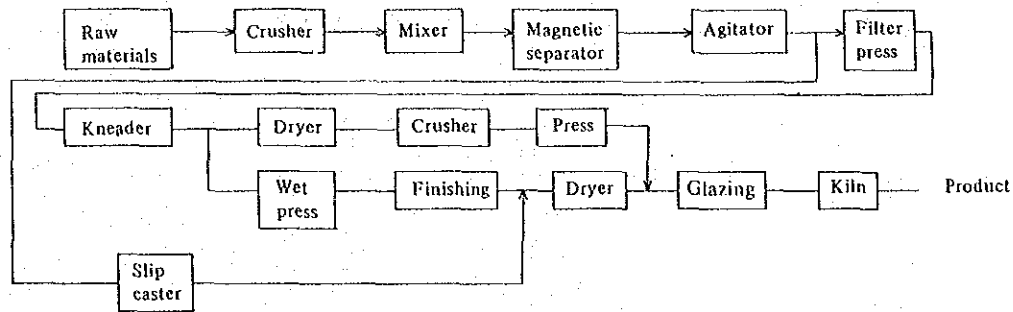 Raw
materials
Crusher
Mixer
Magnetic
separator
Agitator
Filter
press
Kneader
Dryer
Crusher
Press
Wet
press
Finishing
Dryer
Glazing
Kiln
Product
Slip
caster